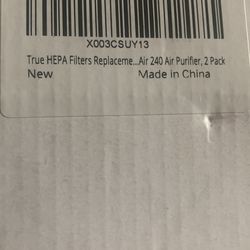 X003CSUY13
True HEPA Filters Replaceme...Air 240 Air Purifier, 2 Pack
New Made in China